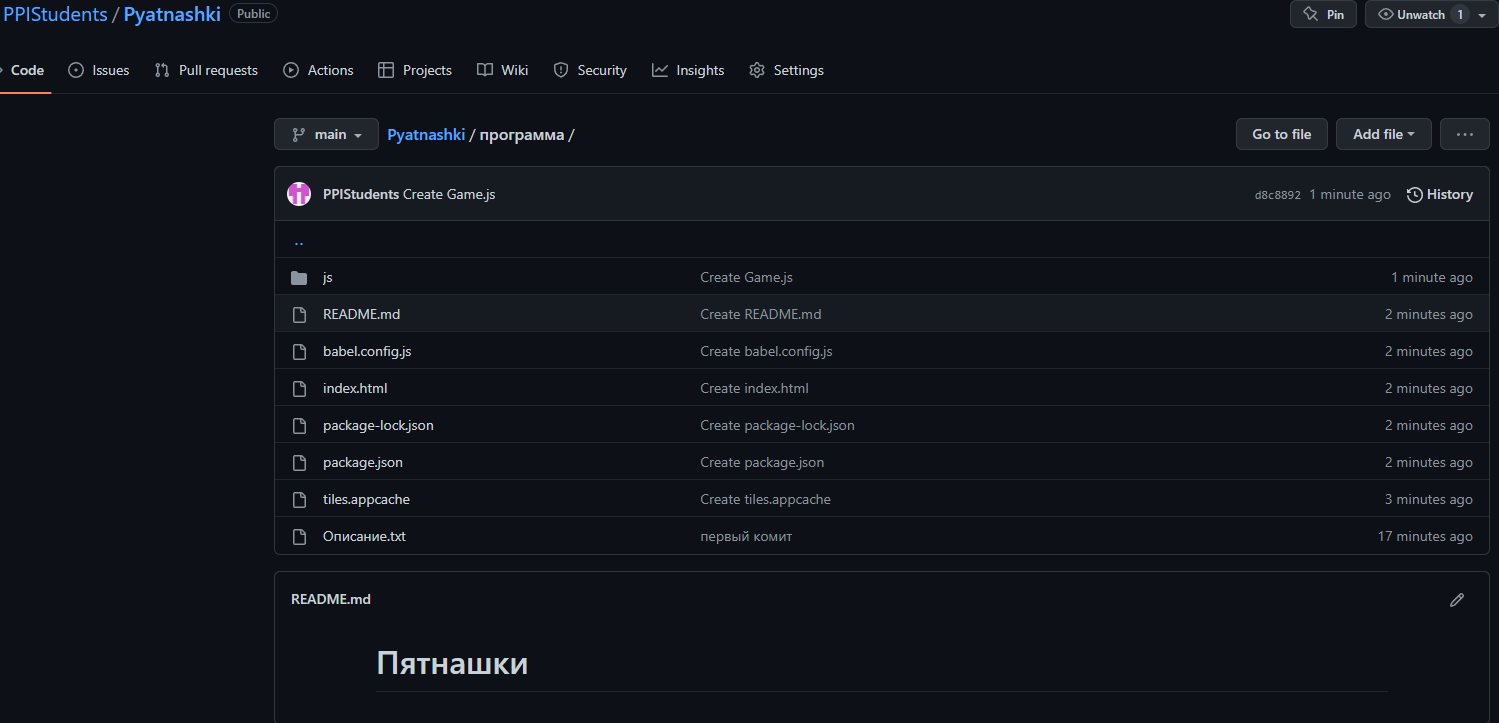 PPIStudents / Pyatnashki Public Pin Unwatch 1
Code Issues Pull requests Actions Projects Wiki Security Insights Settings
main Pyatnashki / программа / Go to file Add file ...
PPIStudents Create Game.js d8c8892 1 minute ago History
..
js Create Game.js 1 minute ago
README.md Create README.md 2 minutes ago
babel.config.js Create babel.config.js 2 minutes ago
index.html Create index.html 2 minutes ago
package-lock.json Create package-lock.json 2 minutes ago
package.json Create package.json 2 minutes ago
tiles.appcache Create tiles.appcache 3 minutes ago
Описание.txt первый комит 17 minutes ago
README.md
Пятнашки